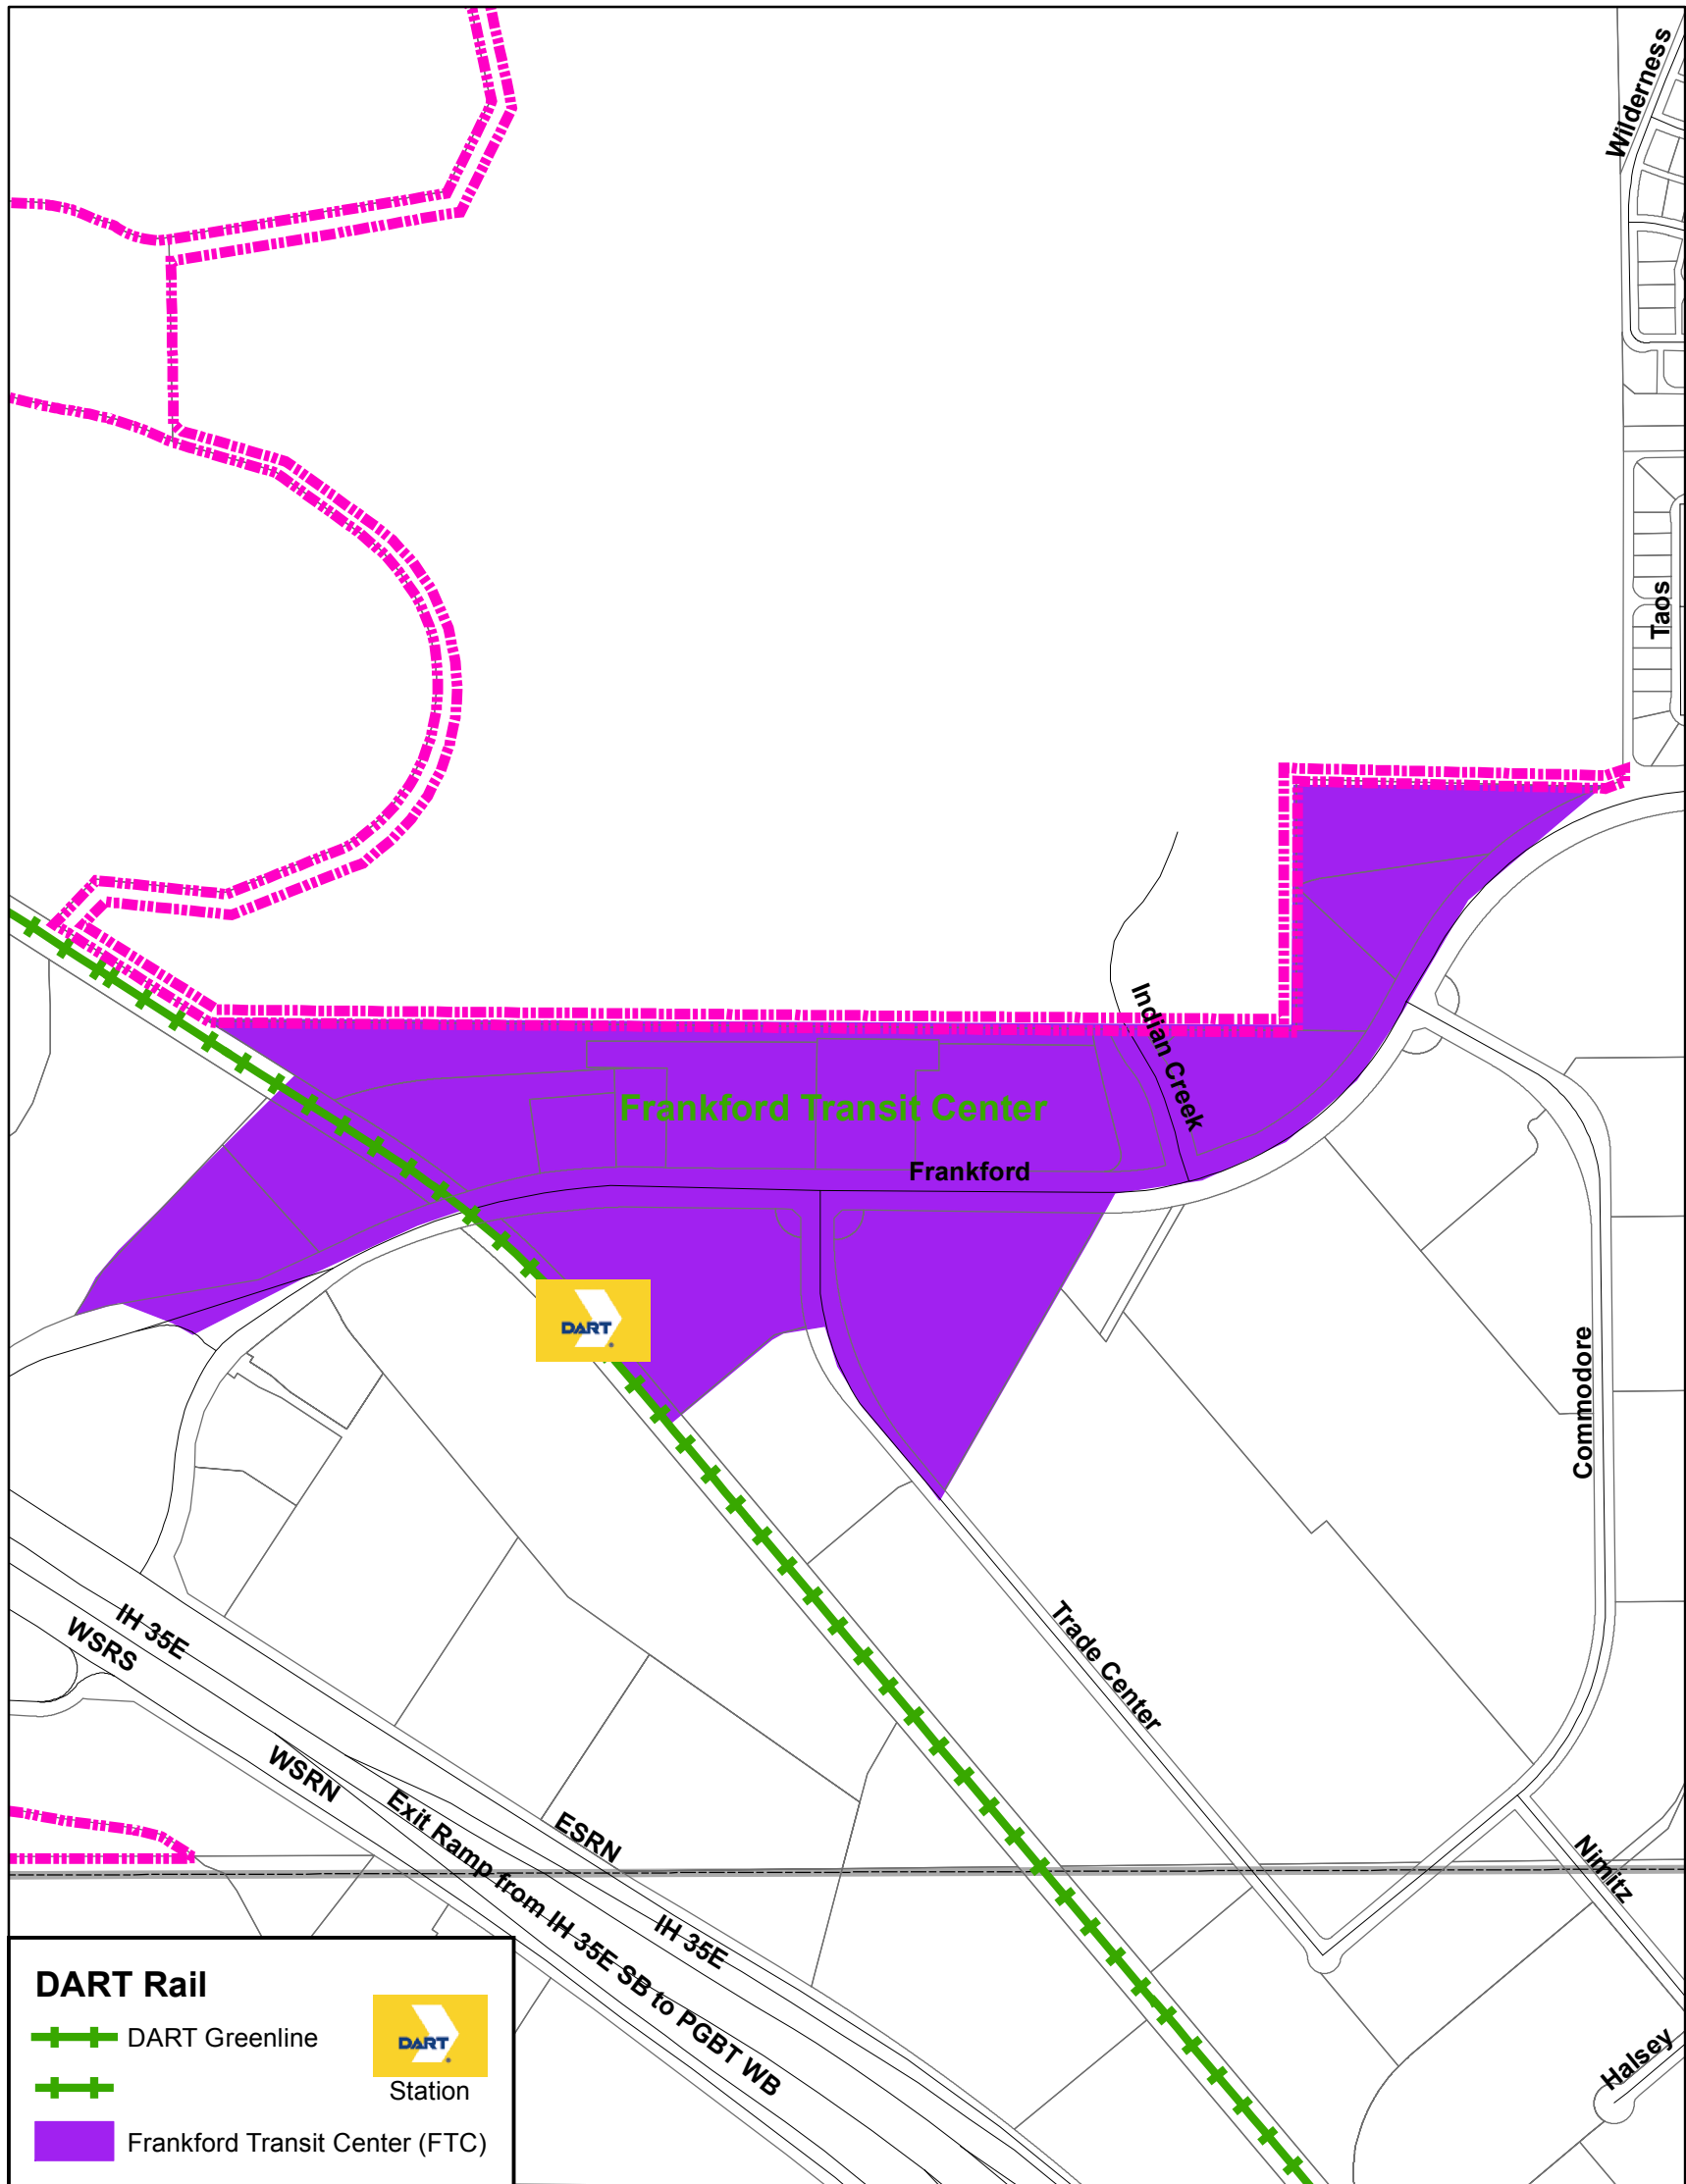 Wilderness
Taos
Indian Creek
Frankford Transit Center
Frankford
DART
Commodore
Trade Center
IH 35E
WSRS
WSRN
Exit Ramp from IH 35E SB to PGBT WB
ESRN
IH 35E
Nimitz
Halsey
DART Rail
DART Greenline
DART
Station
Frankford Transit Center (FTC)